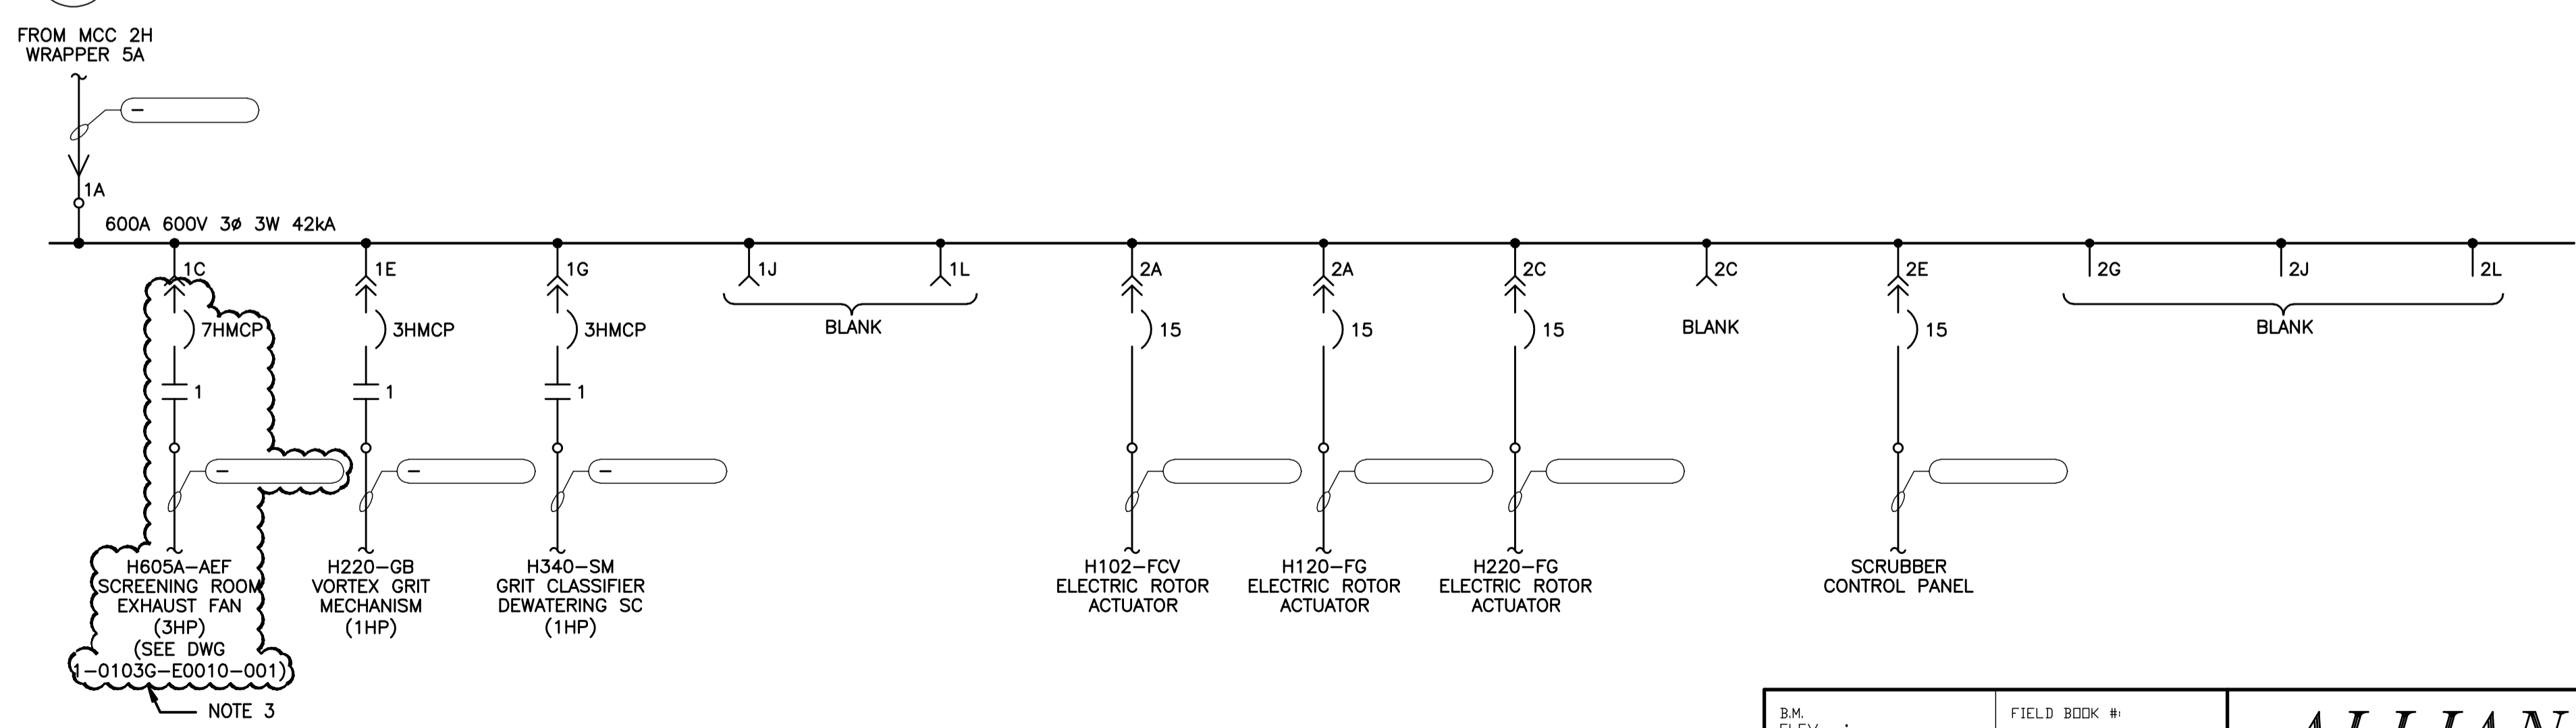 FROM MCC 2H
WRAPPER 5A
1A
600A 600V 3ø 3W 42kA
1C
1E
1G
1J
1L
2A
2A
2C
2C
2E
2G
2J
2L
7HMCP
3HMCP
3HMCP
BLANK
15
15
15
BLANK
15
BLANK
1
1
1
H605A-AEF
SCREENING ROOM
EXHAUST FAN
(3HP)
(SEE DWG
1-0103G-E0010-001)
NOTE 3
H220-GB
VORTEX GRIT
MECHANISM
(1HP)
H340-SM
GRIT CLASSIFIER
DEWATERING SC
(1HP)
H102-FCV
ELECTRIC ROTOR
ACTUATOR
H120-FG
ELECTRIC ROTOR
ACTUATOR
H220-FG
ELECTRIC ROTOR
ACTUATOR
SCRUBBER
CONTROL PANEL
B.M.
FIELD BOOK #: